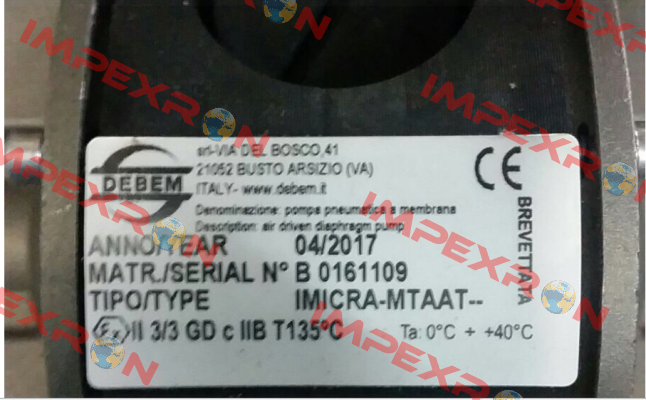 IMPEXRON
IMPEXRON
IMPEXRON
srl-VIA DEL BOSCO,41
21052 BUSTO ARSIZIO (VA)
ITALY- www.debem.it
DEBEM
CE
BREVETTATA
Denominazione: pompa pneumatica a membrana
Description: air driven diaphragm pump
ANNO/YEAR 04/2017
MATR./SERIAL N° B 0161109
TIPO/TYPE IMICRA-MTAAT--
Ex II 3/3 GD c IIB T135°C Ta: 0°C ÷ +40°C
IMPEXRON
IMPEXRON